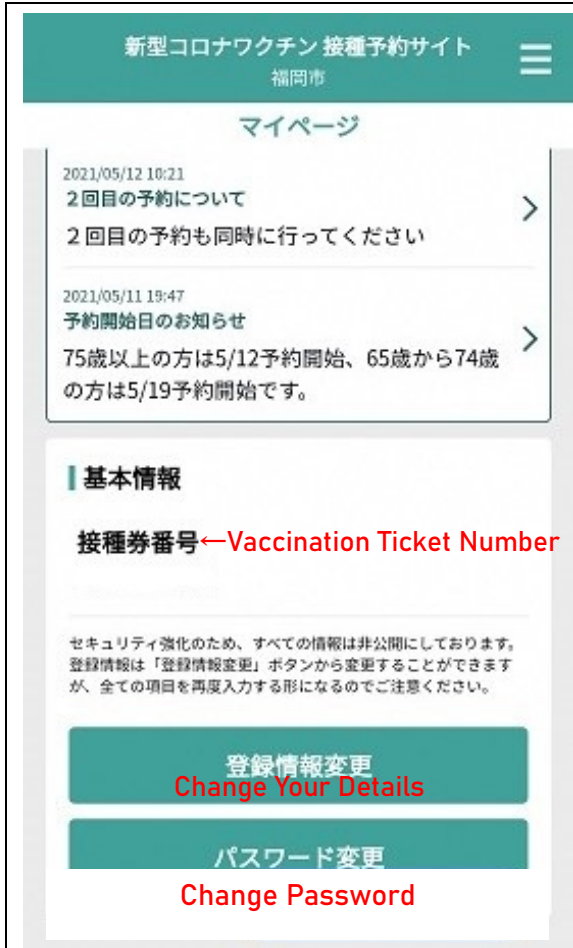 新型コロナワクチン 接種予約サイト
福岡市
マイページ
2021/05/12 10:21
２回目の予約について
２回目の予約も同時に行ってください
2021/05/11 19:47
予約開始日のお知らせ
75歳以上の方は5/12予約開始、65歳から74歳
の方は5/19予約開始です。
基本情報
接種券番号←Vaccination Ticket Number
セキュリティ強化のため、すべての情報は非公開にしております。
登録情報は「登録情報変更」ボタンから変更することができます
が、全ての項目を再度入力する形になるのでご注意ください。
登録情報変更
Change Your Details
パスワード変更
Change Password